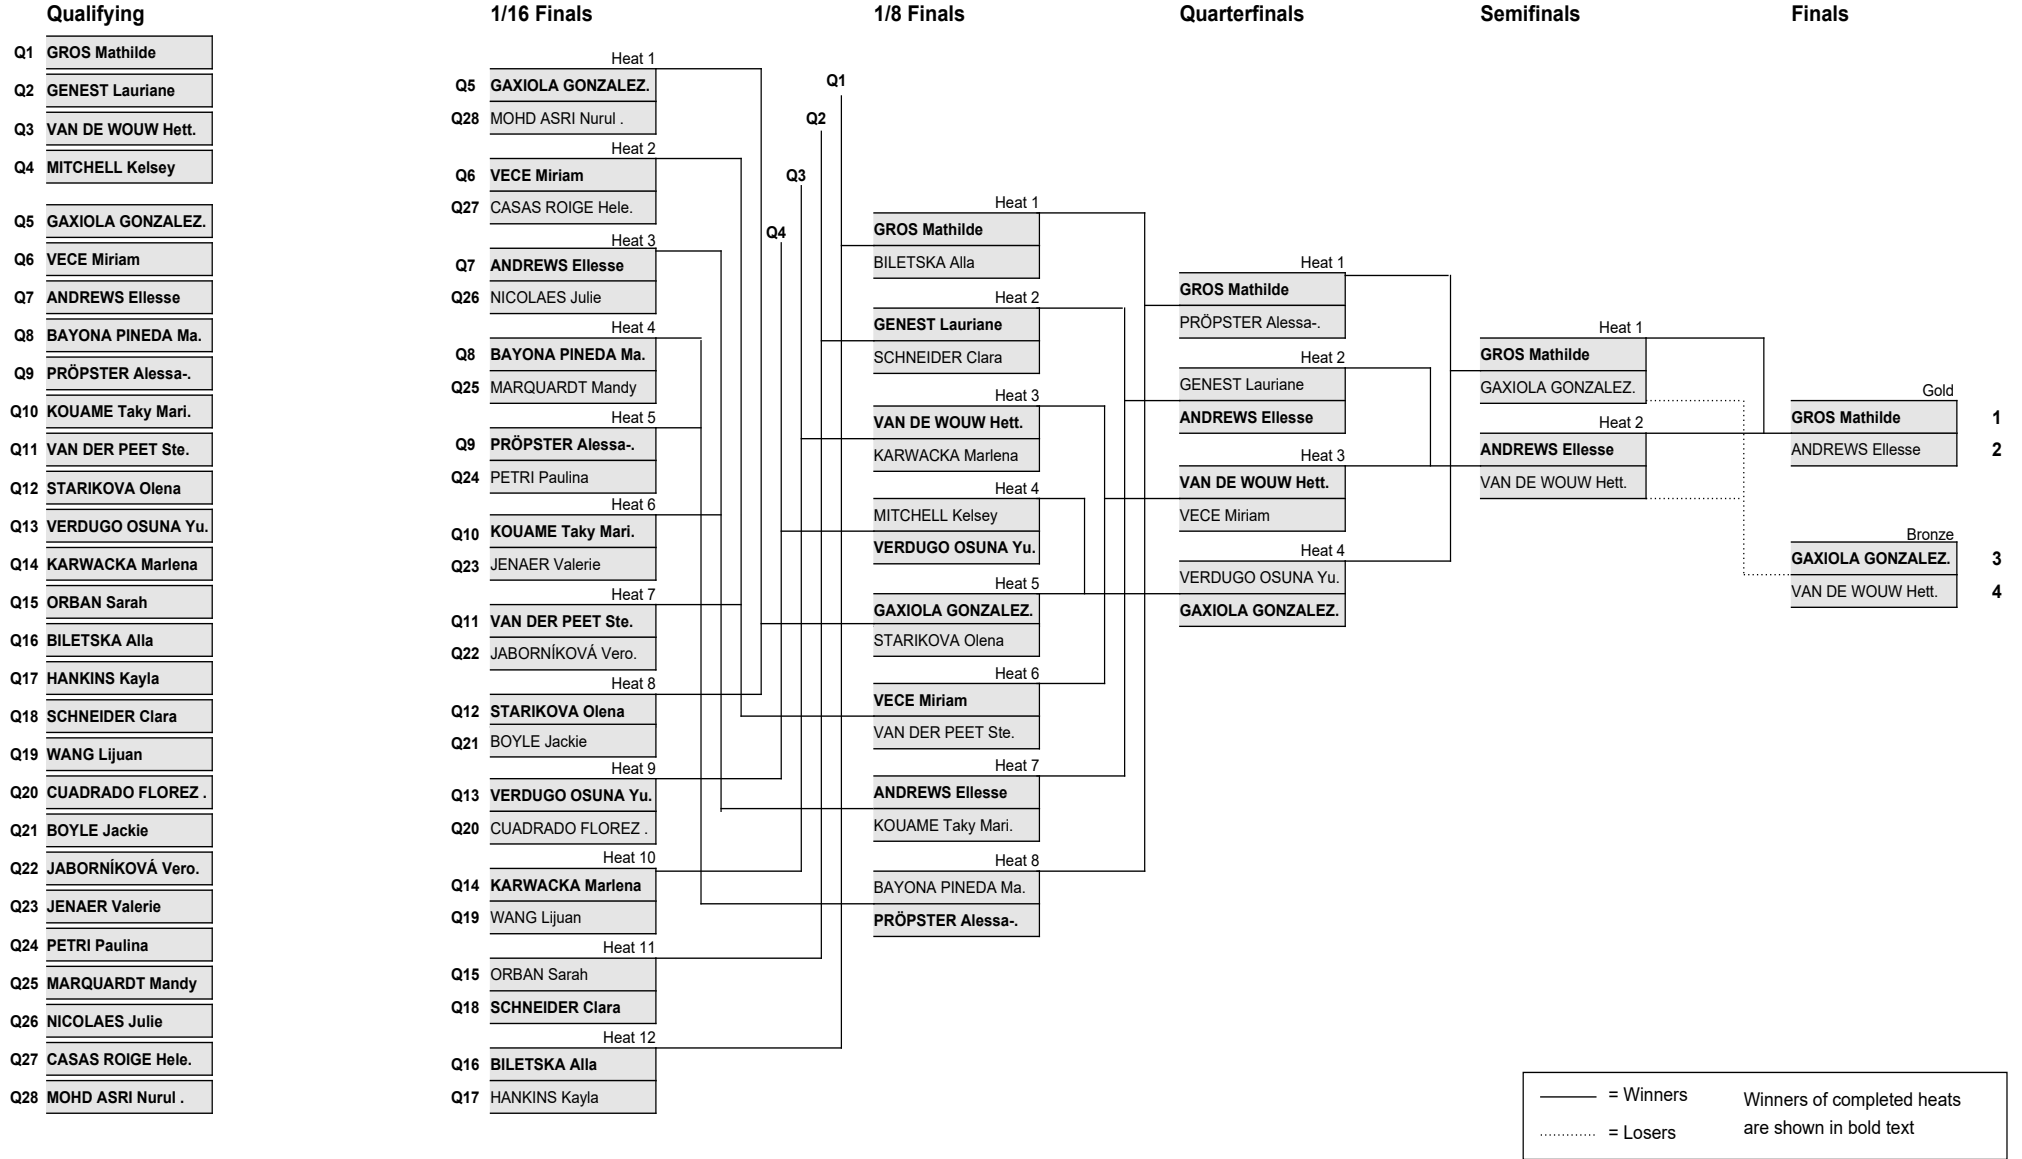 Qualifying
1/16 Finals
1/8 Finals
Quarterfinals
Semifinals
Finals
Q1 GROS Mathilde
Q2 GENEST Lauriane
Q3 VAN DE WOUW Hett.
Q4 MITCHELL Kelsey
Q5 GAXIOLA GONZALEZ.
Q6 VECE Miriam
Q7 ANDREWS Ellesse
Q8 BAYONA PINEDA Ma.
Q9 PRÖPSTER Alessa-.
Q10 KOUAME Taky Mari.
Q11 VAN DER PEET Ste.
Q12 STARIKOVA Olena
Q13 VERDUGO OSUNA Yu.
Q14 KARWACKA Marlena
Q15 ORBAN Sarah
Q16 BILETSKA Alla
Q17 HANKINS Kayla
Q18 SCHNEIDER Clara
Q19 WANG Lijuan
Q20 CUADRADO FLOREZ .
Q21 BOYLE Jackie
Q22 JABORNÍKOVÁ Vero.
Q23 JENAER Valerie
Q24 PETRI Paulina
Q25 MARQUARDT Mandy
Q26 NICOLAES Julie
Q27 CASAS ROIGE Hele.
Q28 MOHD ASRI Nurul .
Heat 1
Q5 GAXIOLA GONZALEZ.
Q28 MOHD ASRI Nurul .
Heat 2
Q6 VECE Miriam
Q27 CASAS ROIGE Hele.
Heat 3
Q7 ANDREWS Ellesse
Q26 NICOLAES Julie
Heat 4
Q8 BAYONA PINEDA Ma.
Q25 MARQUARDT Mandy
Heat 5
Q9 PRÖPSTER Alessa-.
Q24 PETRI Paulina
Heat 6
Q10 KOUAME Taky Mari.
Q23 JENAER Valerie
Heat 7
Q11 VAN DER PEET Ste.
Q22 JABORNÍKOVÁ Vero.
Heat 8
Q12 STARIKOVA Olena
Q21 BOYLE Jackie
Heat 9
Q13 VERDUGO OSUNA Yu.
Q20 CUADRADO FLOREZ .
Heat 10
Q14 KARWACKA Marlena
Q19 WANG Lijuan
Heat 11
Q15 ORBAN Sarah
Q18 SCHNEIDER Clara
Heat 12
Q16 BILETSKA Alla
Q17 HANKINS Kayla
Q1
Q2
Q3
Q4
Heat 1
GROS Mathilde
BILETSKA Alla
Heat 2
GENEST Lauriane
SCHNEIDER Clara
Heat 3
VAN DE WOUW Hett.
KARWACKA Marlena
Heat 4
MITCHELL Kelsey
VERDUGO OSUNA Yu.
Heat 5
GAXIOLA GONZALEZ.
STARIKOVA Olena
Heat 6
VECE Miriam
VAN DER PEET Ste.
Heat 7
ANDREWS Ellesse
KOUAME Taky Mari.
Heat 8
BAYONA PINEDA Ma.
PRÖPSTER Alessa-.
Heat 1
GROS Mathilde
PRÖPSTER Alessa-.
Heat 2
GENEST Lauriane
ANDREWS Ellesse
Heat 3
VAN DE WOUW Hett.
VECE Miriam
Heat 4
VERDUGO OSUNA Yu.
GAXIOLA GONZALEZ.
Heat 1
GROS Mathilde
GAXIOLA GONZALEZ.
Heat 2
ANDREWS Ellesse
VAN DE WOUW Hett.
Gold
GROS Mathilde 1
ANDREWS Ellesse 2
Bronze
GAXIOLA GONZALEZ. 3
VAN DE WOUW Hett. 4
= Winners
= Losers
Winners of completed heats
are shown in bold text